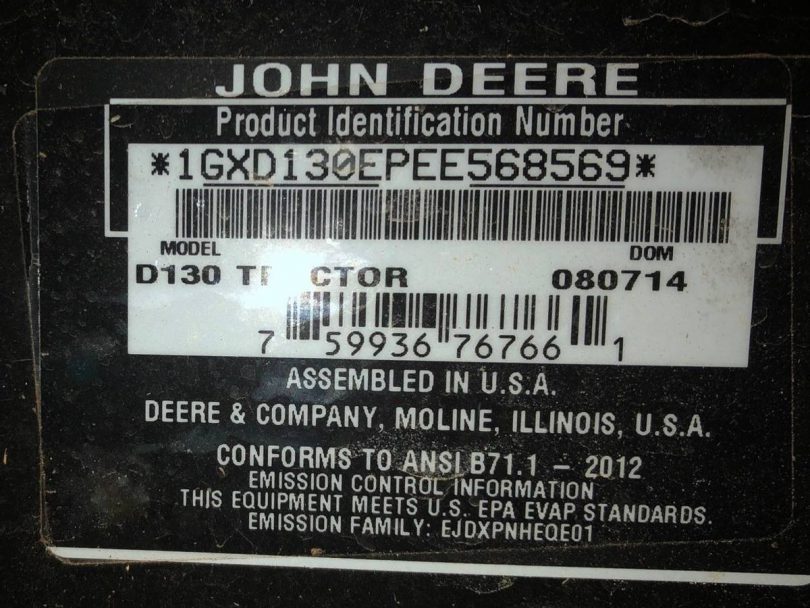 JOHN DEERE
Product Identification Number
*1GXD130EPEE568569*
MODEL DOM
D130 080714
7 59936 76766 1
ASSEMBLED IN U.S.A.
DEERE & COMPANY, MOLINE, ILLINOIS, U.S.A.
CONFORMS TO ANSI B71.1 - 2012
EMISSION CONTROL INFORMATION
THIS EQUIPMENT MEETS U.S. EPA EVAP STANDARDS.
EMISSION FAMILY: EJDXPNHEQE01